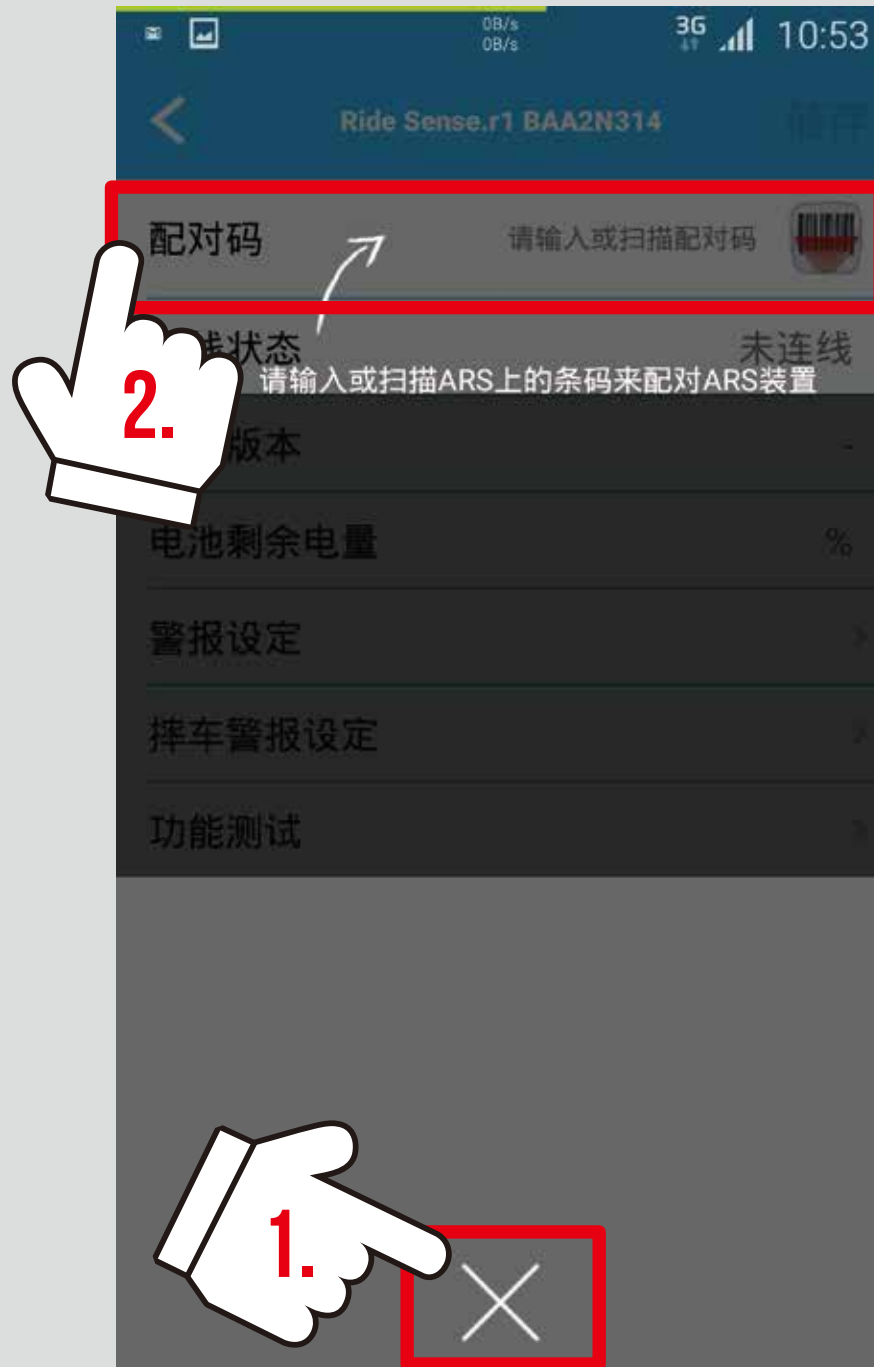 0B/s
0B/s
3G
10:53
Ride Sense.r1 BAA2N314
储存
配对码
请输入或扫描配对码
线状态
未连线
请输入或扫描ARS上的条码来配对ARS装置
2.
版本
-
电池剩余电量
%
警报设定
摔车警报设定
功能测试
1.